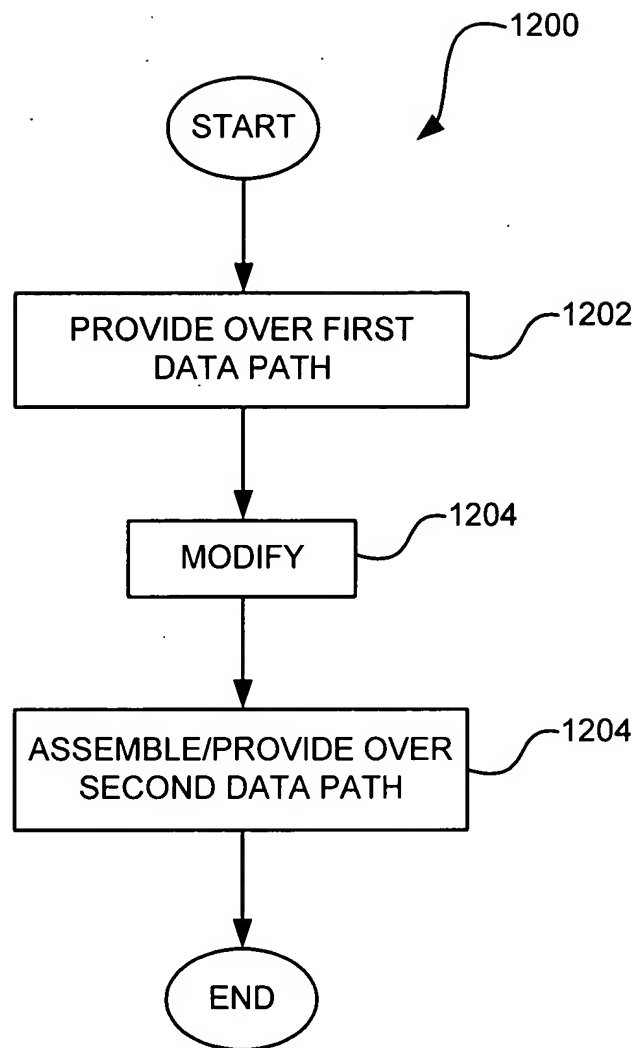 1200
START
PROVIDE OVER FIRST
DATA PATH
1202
MODIFY
1204
ASSEMBLE/PROVIDE OVER
SECOND DATA PATH
1204
END